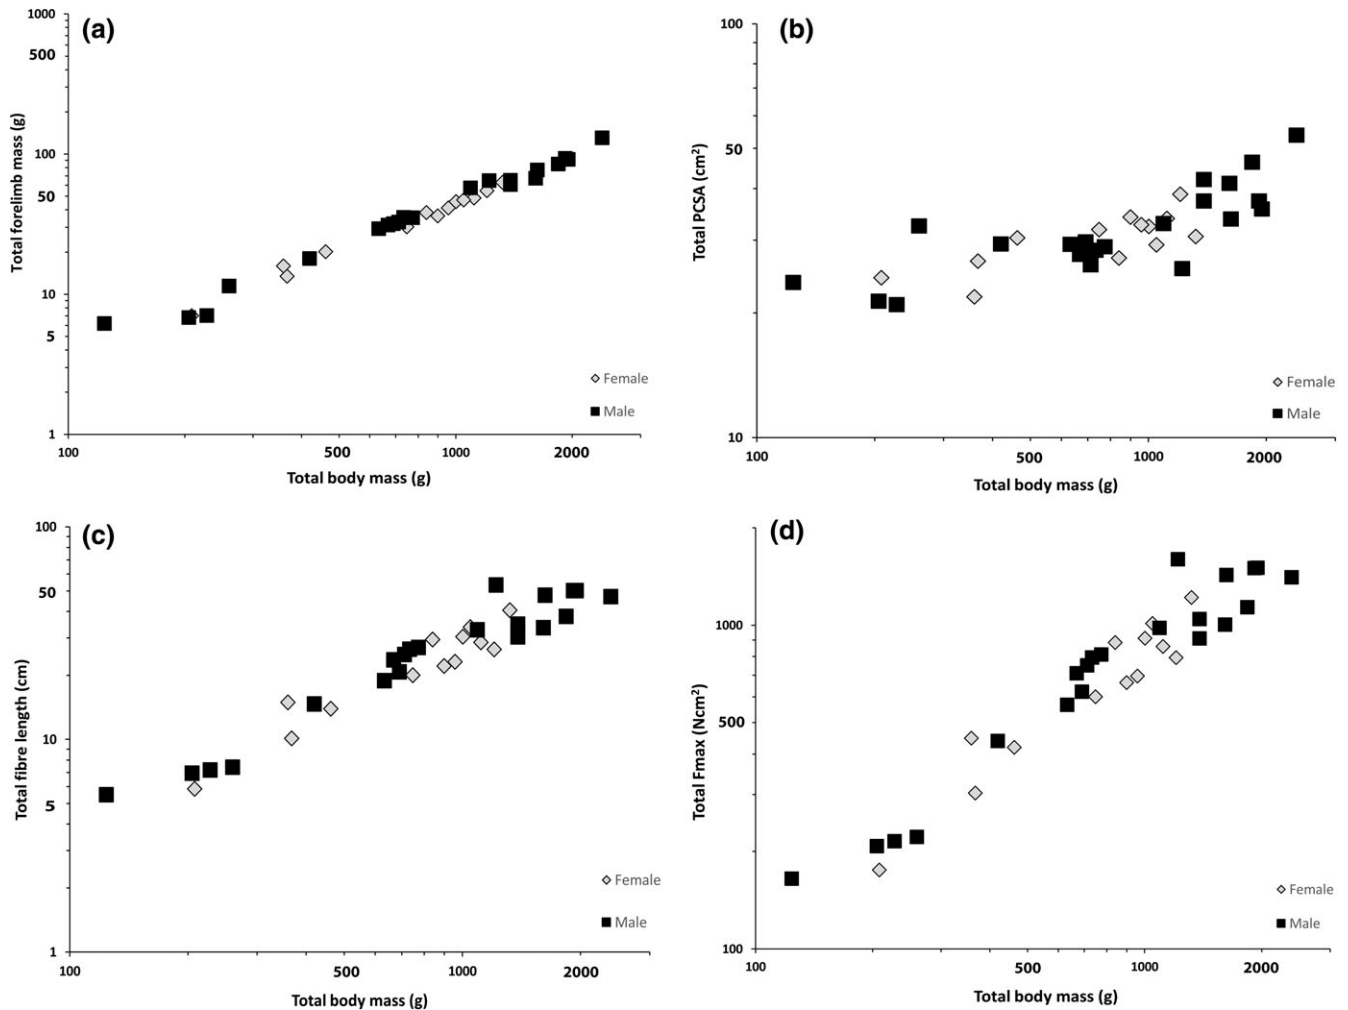 (a)
1000
500
100
50
10
5
1
Total forelimb mass (g)
Female
Male
100
500
1000
2000
Total body mass (g)
(b)
100
50
10
Total PCSA (cm²)
Female
Male
100
500
1000
2000
Total body mass (g)
(c)
100
50
10
5
1
Total fibre length (cm)
Female
Male
100
500
1000
2000
Total body mass (g)
(d)
1000
500
100
Total Fmax (Ncm²)
Female
Male
100
500
1000
2000
Total body mass (g)